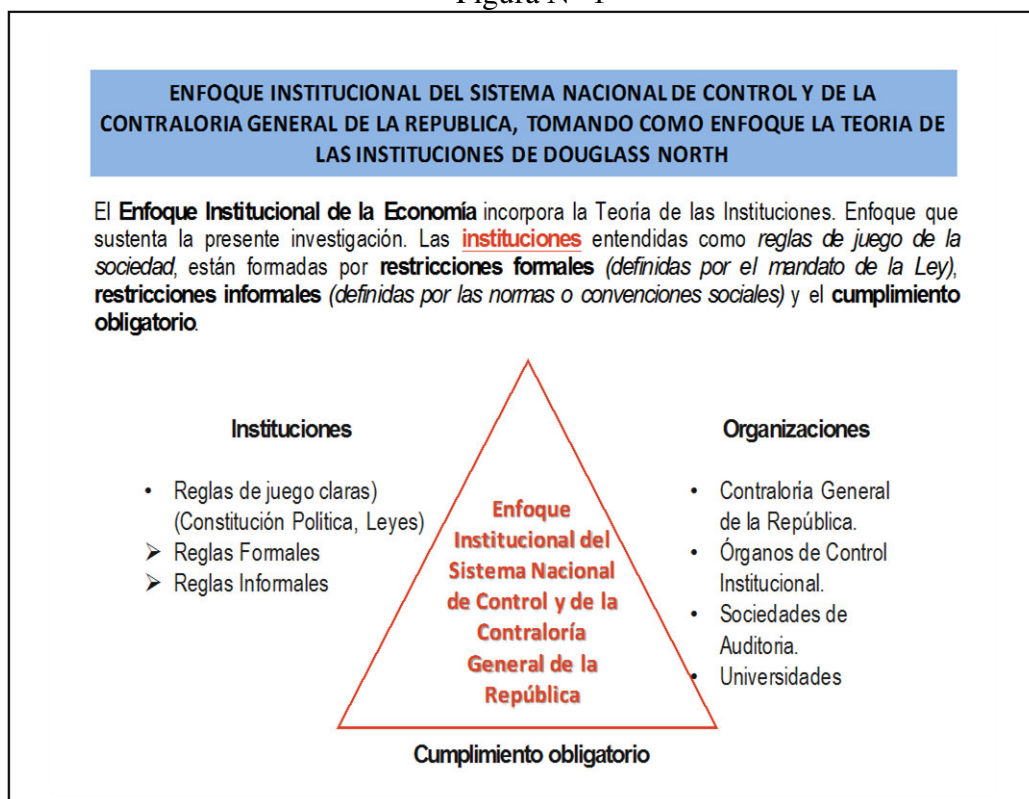 Figura N° 1
ENFOQUE INSTITUCIONAL DEL SISTEMA NACIONAL DE CONTROL Y DE LA
CONTRALORIA GENERAL DE LA REPUBLICA, TOMANDO COMO ENFOQUE LA TEORIA DE
LAS INSTITUCIONES DE DOUGLASS NORTH
El Enfoque Institucional de la Economía incorpora la Teoría de las Instituciones. Enfoque que
sustenta la presente investigación. Las instituciones entendidas como reglas de juego de la
sociedad, están formadas por restricciones formales (definidas por el mandato de la Ley),
restricciones informales (definidas por las normas o convenciones sociales) y el cumplimiento
obligatorio.
Instituciones
• Reglas de juego claras)
(Constitución Política, Leyes)
➢ Reglas Formales
➢ Reglas Informales
Enfoque
Institucional del
Sistema Nacional
de Control y de la
Contraloría
General de la
República
Organizaciones
• Contraloría General
de la República.
• Órganos de Control
Institucional.
• Sociedades de
Auditoria.
• Universidades
Cumplimiento obligatorio